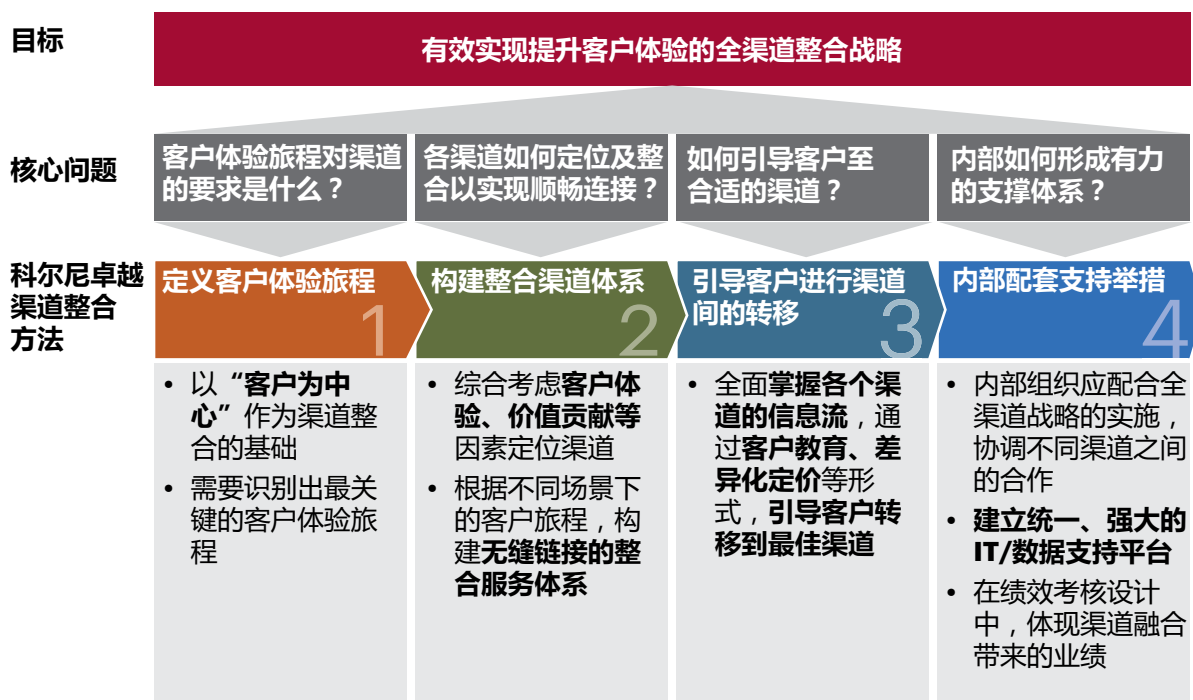 目标
有效实现提升客户体验的全渠道整合战略
核心问题
客户体验旅程对渠道
的要求是什么？
各渠道如何定位及整
合以实现顺畅连接？
如何引导客户至
合适的渠道？
内部如何形成有力
的支撑体系？
科尔尼卓越
渠道整合
方法
定义客户体验旅程
1
构建整合渠道体系
2
引导客户进行渠道
间的转移
3
内部配套支持举措
4
• 以“客户为中
心”作为渠道整
合的基础
• 需要识别出最关
键的客户体验旅
程
• 综合考虑客户体
验、价值贡献等
因素定位渠道
• 根据不同场景下
的客户旅程，构
建无缝链接的整
合服务体系
• 全面掌握各个渠
道的信息流，通
过客户教育、差
异化定价等形
式，引导客户转
移到最佳渠道
• 内部组织应配合全
渠道战略的实施，
协调不同渠道之间
的合作
• 建立统一、强大的
IT/数据支持平台
• 在绩效考核设计
中，体现渠道融合
带来的业绩